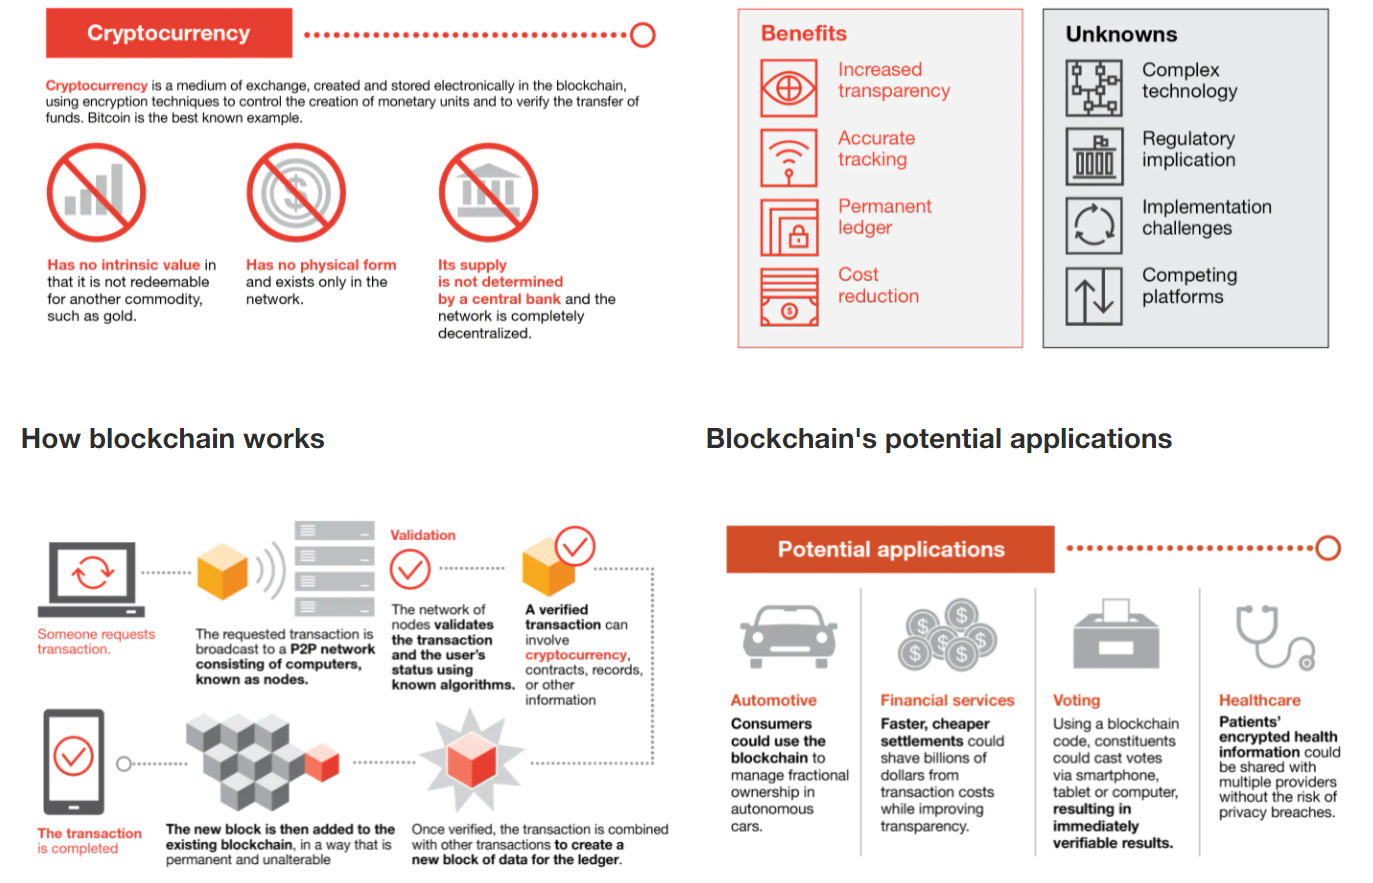 Cryptocurrency
Cryptocurrency is a medium of exchange, created and stored electronically in the blockchain,
using encryption techniques to control the creation of monetary units and to verify the transfer of
funds. Bitcoin is the best known example.
Has no intrinsic value in
that it is not redeemable
for another commodity,
such as gold.
Has no physical form
and exists only in the
network.
Its supply
is not determined
by a central bank and the
network is completely
decentralized.
Benefits
Increased
transparency
Accurate
tracking
Permanent
ledger
Cost
reduction
Unknowns
Complex
technology
Regulatory
implication
Implementation
challenges
Competing
platforms
How blockchain works
Someone requests
transaction.
The requested transaction is
broadcast to a P2P network
consisting of computers,
known as nodes.
Validation
The network of
nodes validates
the transaction
and the user's
status using
known algorithms.
A verified
transaction can
involve
cryptocurrency,
contracts, records,
or other
information
Once verified, the transaction is combined
with other transactions to create a
new block of data for the ledger.
The new block is then added to the
existing blockchain, in a way that is
permanent and unalterable
The transaction
is completed
Blockchain's potential applications
Potential applications
Automotive
Consumers
could use the
blockchain to
manage fractional
ownership in
autonomous
cars.
Financial services
Faster, cheaper
settlements could
shave billions of
dollars from
transaction costs
while improving
transparency.
Voting
Using a blockchain
code, constituents
could cast votes
via smartphone,
tablet or computer,
resulting in
immediately
verifiable results.
Healthcare
Patients'
encrypted health
information could
be shared with
multiple providers
without the risk of
privacy breaches.